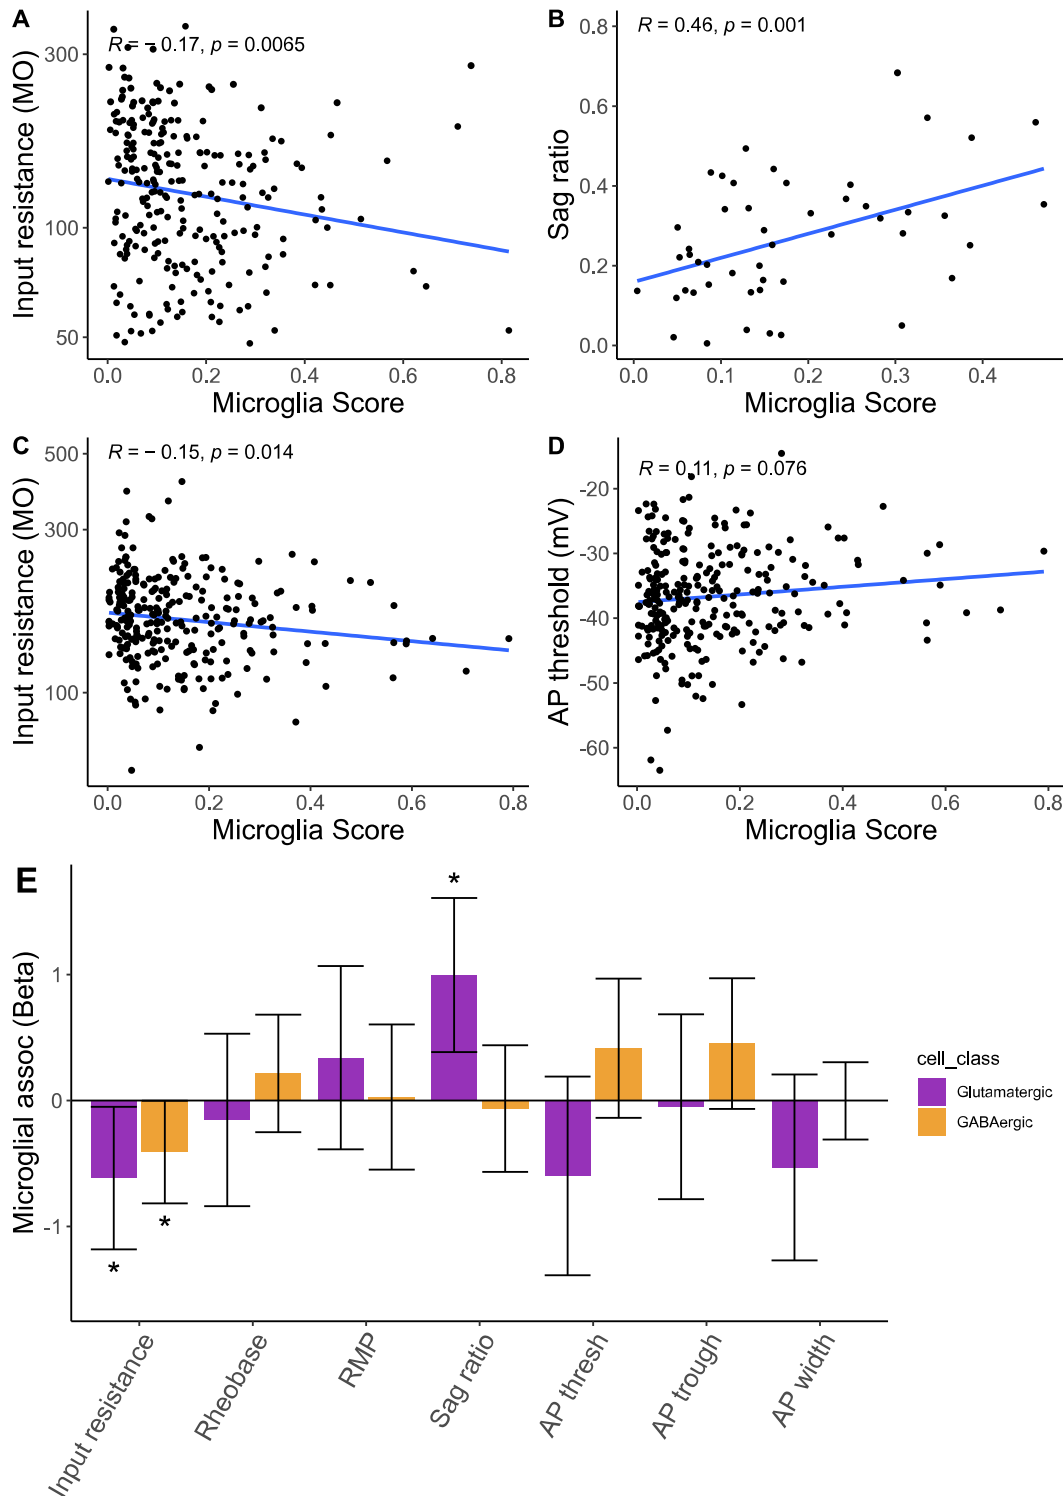 A
R = − 0.17, p = 0.0065
Input resistance (MO)
300
100
50
0.0 0.2 0.4 0.6 0.8
Microglia Score
B
R = 0.46, p = 0.001
Sag ratio
0.8
0.6
0.4
0.2
0.0
0.0 0.1 0.2 0.3 0.4
Microglia Score
C
R = − 0.15, p = 0.014
Input resistance (MO)
500
300
100
0.0 0.2 0.4 0.6 0.8
Microglia Score
D
R = 0.11, p = 0.076
AP threshold (mV)
-20
-30
-40
-50
-60
0.0 0.2 0.4 0.6 0.8
Microglia Score
E
Microglial assoc (Beta)
1
0
-1
*
*
*
Input resistance
Rheobase
RMP
Sag ratio
AP thresh
AP trough
AP width
cell_class
Glutamatergic
GABAergic